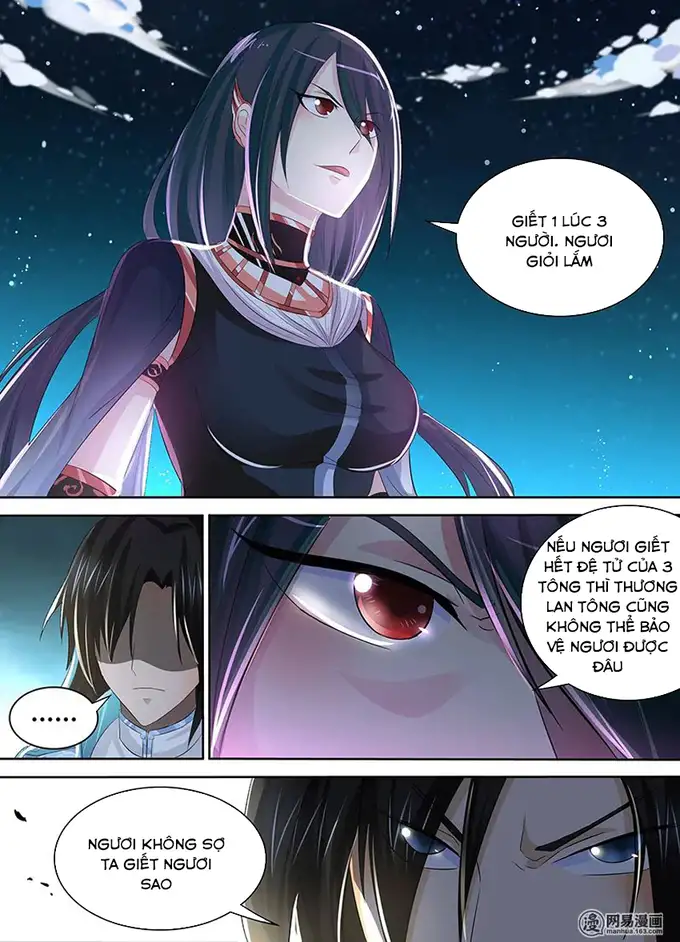 GIẾT 1 LÚC 3
NGƯỜI. NGƯƠI
GIỎI LẮM
NẾU NGƯƠI GIẾT
HẾT ĐỆ TỬ CỦA 3
TÔNG THÌ THƯƠNG
LAN TÔNG CŨNG
KHÔNG THỂ BẢO
VỆ NGƯƠI ĐƯỢC
ĐÂU
......
NGƯƠI KHÔNG SỢ
TA GIẾT NGƯƠI
SAO
漫 网易漫画
manhua.163.com